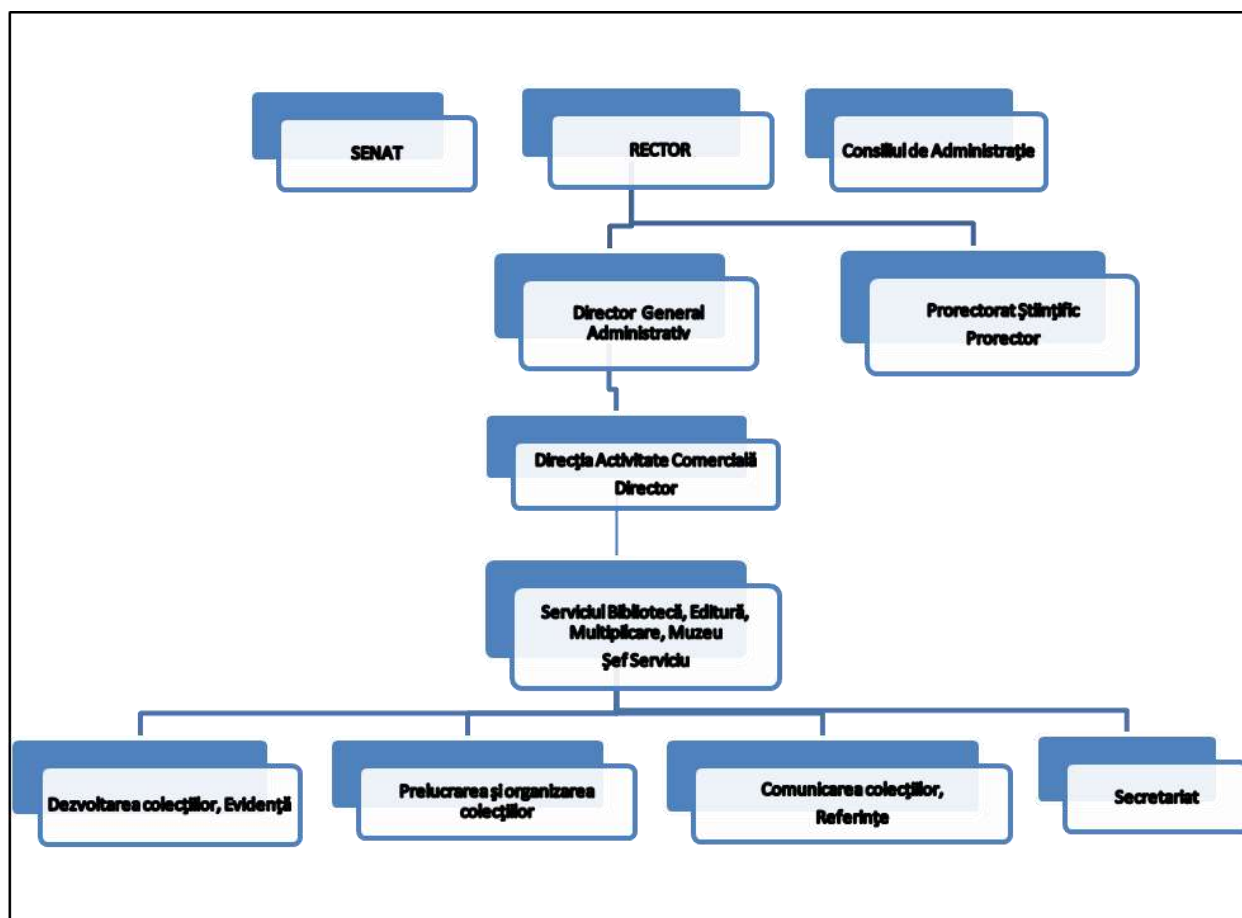 SENAT
RECTOR
Consiliul de Administrație
Director General
Administrativ
Prorectorat Științific
Prorector
Direcția Activitate Comercială
Director
Serviciul Bibliotecă, Editură,
Multiplicare, Muzeu
Șef Serviciu
Dezvoltarea colecțiilor, Evidență
Prelucrarea și organizarea
colecțiilor
Comunicarea colecțiilor,
Referințe
Secretariat